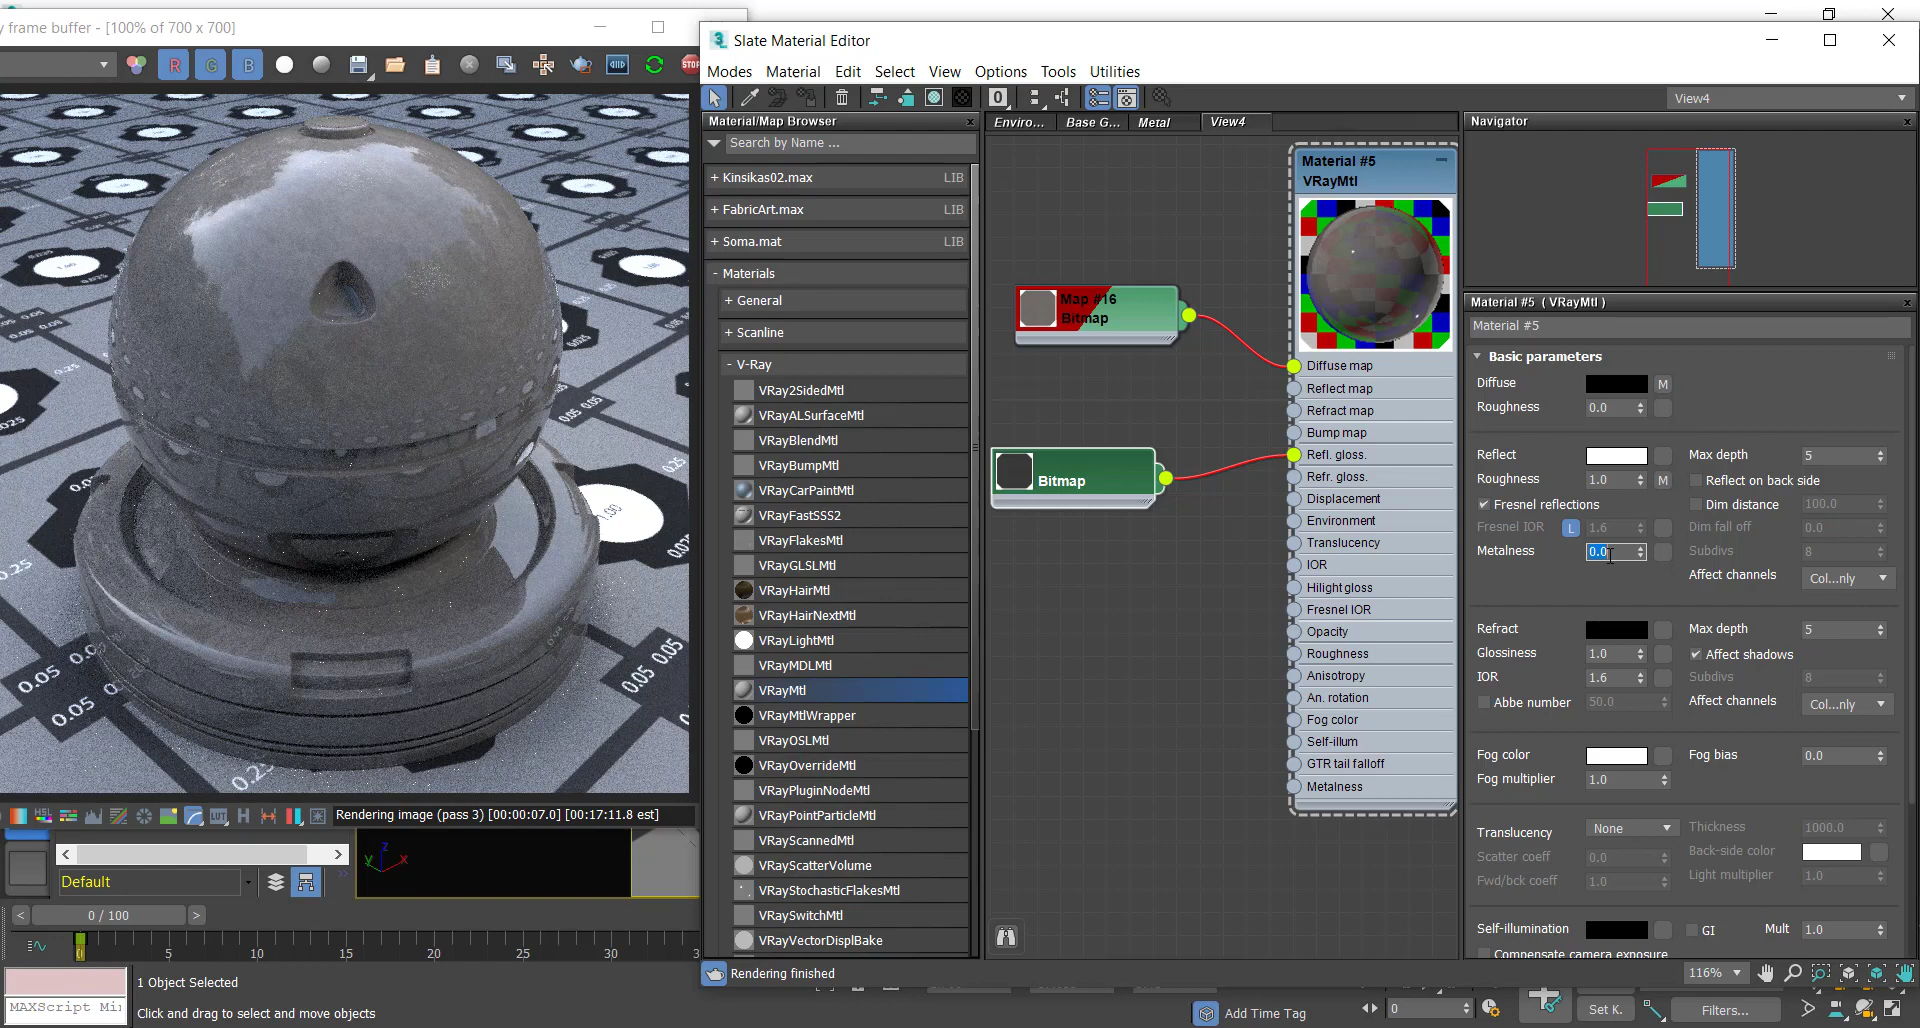 y frame buffer - [100% of 700 x 700]
R G B
STOP
Rendering image (pass 3) [00:00:07.0] [00:17:11.8 est]
Default
0 / 100
0 5 10 15 20 25 30
1 Object Selected
MAXScript Mi
Click and drag to select and move objects
Add Time Tag
0
Set K.
Filters...
Slate Material Editor
Modes Material Edit Select View Options Tools Utilities
View4
Material/Map Browser
Search by Name ...
+ Kinsikas02.max LIB
+ FabricArt.max LIB
+ Soma.mat LIB
- Materials
+ General
+ Scanline
- V-Ray
VRay2SidedMtl
VRayALSurfaceMtl
VRayBlendMtl
VRayBumpMtl
VRayCarPaintMtl
VRayFastSSS2
VRayFlakesMtl
VRayGLSLMtl
VRayHairMtl
VRayHairNextMtl
VRayLightMtl
VRayMDLMtl
VRayMtl
VRayMtlWrapper
VRayOSLMtl
VRayOverrideMtl
VRayPluginNodeMtl
VRayPointParticleMtl
VRayScannedMtl
VRayScatterVolume
VRayStochasticFlakesMtl
VRaySwitchMtl
VRayVectorDisplBake
Rendering finished
Enviro... Base G... Metal View4
Map #16
Bitmap
Bitmap
Material #5
VRayMtl
Diffuse map
Reflect map
Refract map
Bump map
Refl. gloss.
Refr. gloss.
Displacement
Environment
Translucency
IOR
Hilight gloss
Fresnel IOR
Opacity
Roughness
Anisotropy
An. rotation
Fog color
Self-illum
GTR tail falloff
Metalness
Navigator
Material #5 ( VRayMtl )
Material #5
Basic parameters
Diffuse M
Roughness 0.0
Reflect Max depth 5
Roughness 1.0 M Reflect on back side
Fresnel reflections Dim distance 100.0
Fresnel IOR L 1.6 Dim fall off 0.0
Metalness 0.0 Subdivs 8
Affect channels Col...nly
Refract Max depth 5
Glossiness 1.0 Affect shadows
IOR 1.6 Subdivs 8
Abbe number 50.0 Affect channels Col...nly
Fog color Fog bias 0.0
Fog multiplier 1.0
Translucency None Thickness 1000.0
Scatter coeff 0.0 Back-side color
Fwd/bck coeff 1.0 Light multiplier 1.0
Self-illumination GI Mult 1.0
Compensate camera exposure
116%